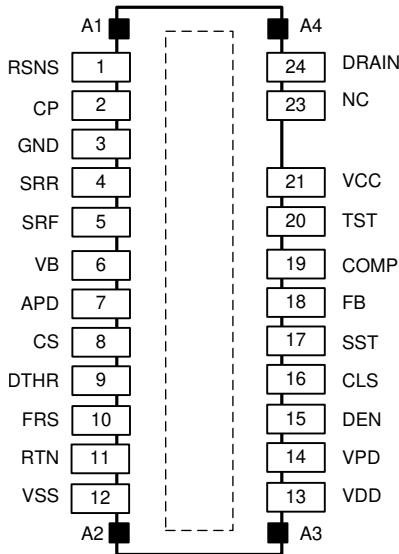 A1 A4
RSNS 1 24 DRAIN
CP 2 23 NC
GND 3
SRR 4 21 VCC
SRF 5 20 TST
VB 6 19 COMP
APD 7 18 FB
CS 8 17 SST
DTHR 9 16 CLS
FRS 10 15 DEN
RTN 11 14 VPD
VSS 12 13 VDD
A2 A3